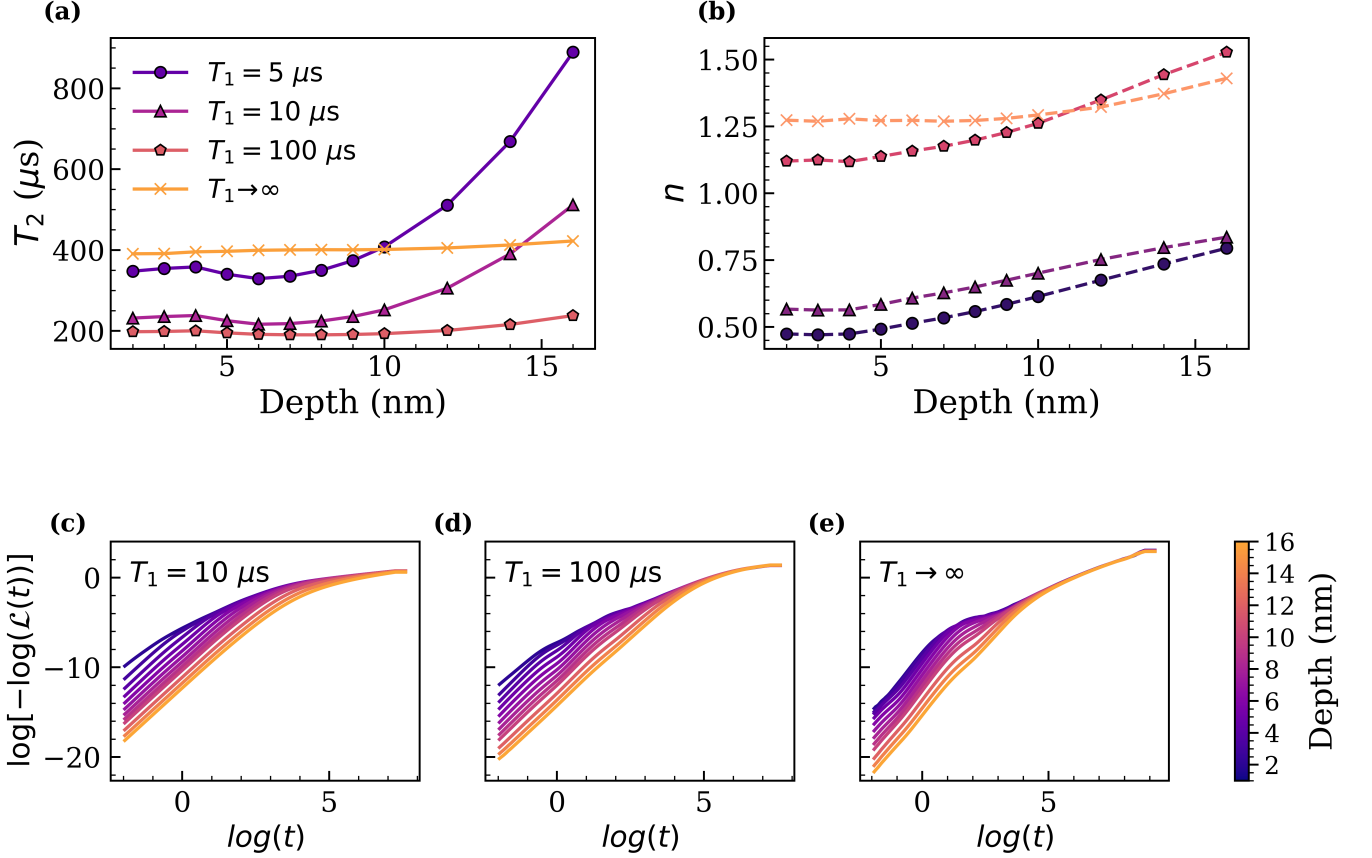 (a)
800
600
400
200
T₂ (μs)
T₁ = 5 μs
T₁ = 10 μs
T₁ = 100 μs
T₁→∞
5
10
15
Depth (nm)
(b)
1.50
1.25
1.00
0.75
0.50
n
5
10
15
Depth (nm)
(c)
0
−10
−20
log[−log(ℒ(t))]
T₁ = 10 μs
0
5
log(t)
(d)
T₁ = 100 μs
0
5
log(t)
(e)
T₁ → ∞
0
5
log(t)
16
14
12
10
8
6
4
2
Depth (nm)